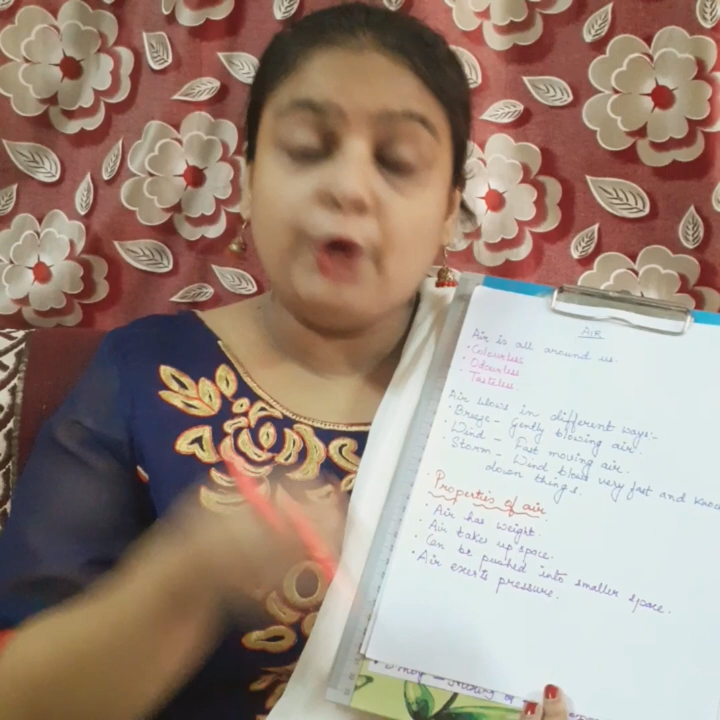 AIR
Air is all around us.
• Colourless
• Odourless
• Tasteless
Air blows in different ways:-
• Breeze - Gently blowing air.
• Wind - Fast moving air.
• Storm - Wind blows very fast and
down things.
Properties of air
• Air has weight.
• Air takes up space.
• Can be pushed into smaller space.
• Air exerts pressure.